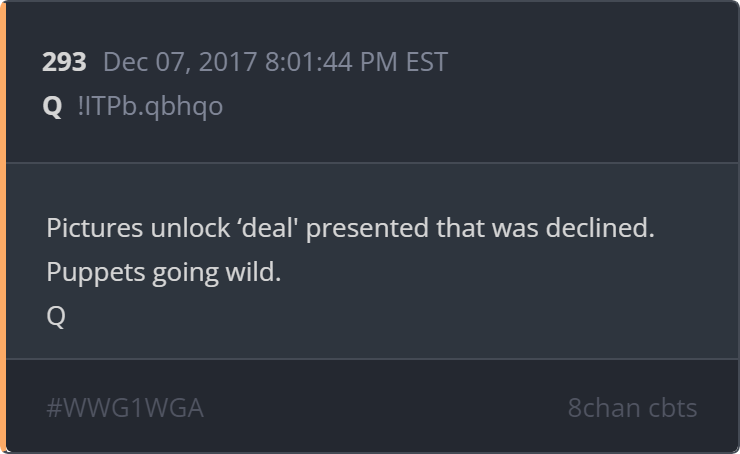 293 Dec 07, 2017 8:01:44 PM EST
Q !ITPb.qbhqo
Pictures unlock ‘deal' presented that was declined.
Puppets going wild.
Q
#WWG1WGA 8chan cbts